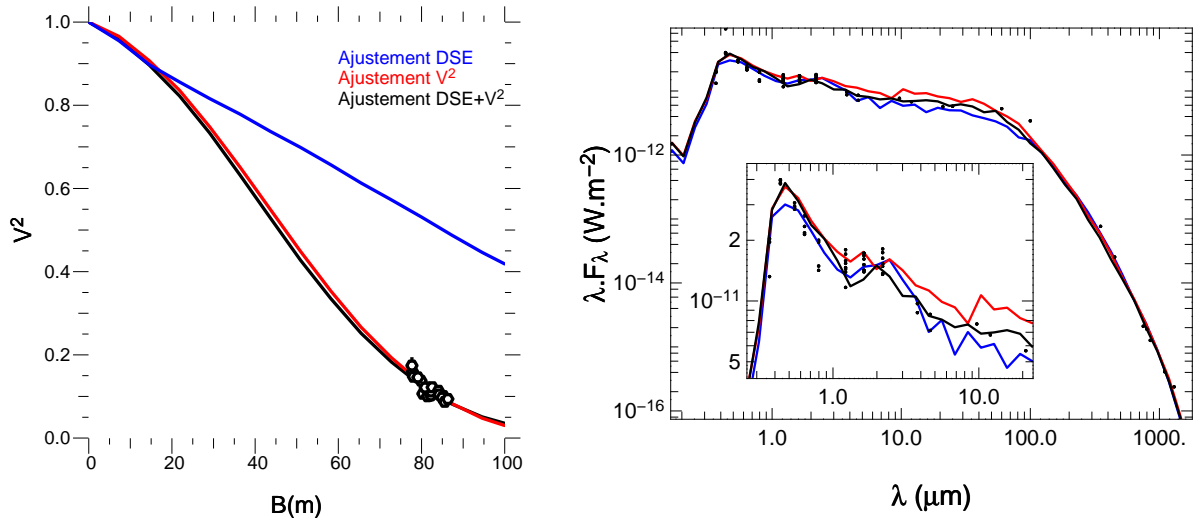 1.0
0.8
0.6
0.4
0.2
0.0
V²
Ajustement DSE
Ajustement V²
Ajustement DSE+V²
0 20 40 60 80 100
B(m)
λ.Fλ (W.m−2)
10−12
10−14
10−16
2
10−11
5
1.0 10.0
1.0 10.0 100.0 1000.
λ (μm)